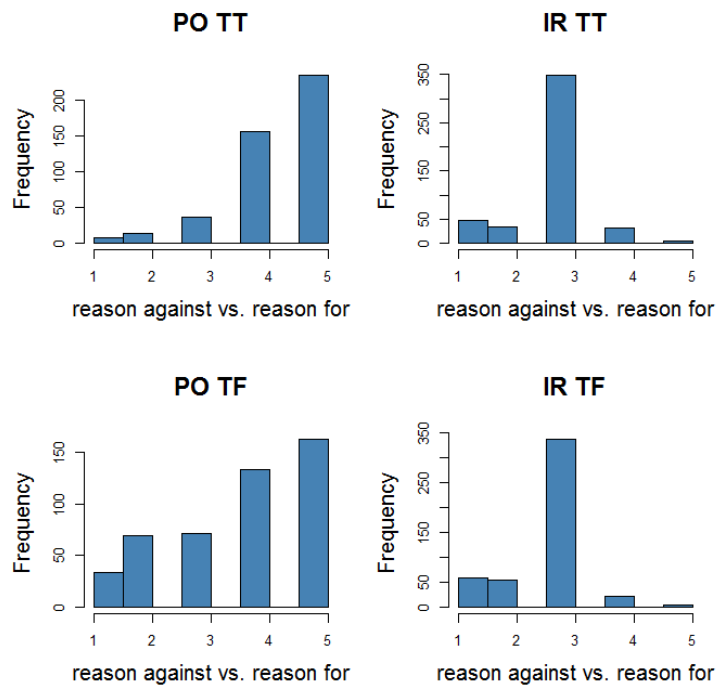 PO TT
Frequency
0 50 100 150 200
1 2 3 4 5
reason against vs. reason for
IR TT
Frequency
0 50 150 250 350
1 2 3 4 5
reason against vs. reason for
PO TF
Frequency
0 50 100 150
1 2 3 4 5
reason against vs. reason for
IR TF
Frequency
0 50 150 250 350
1 2 3 4 5
reason against vs. reason for